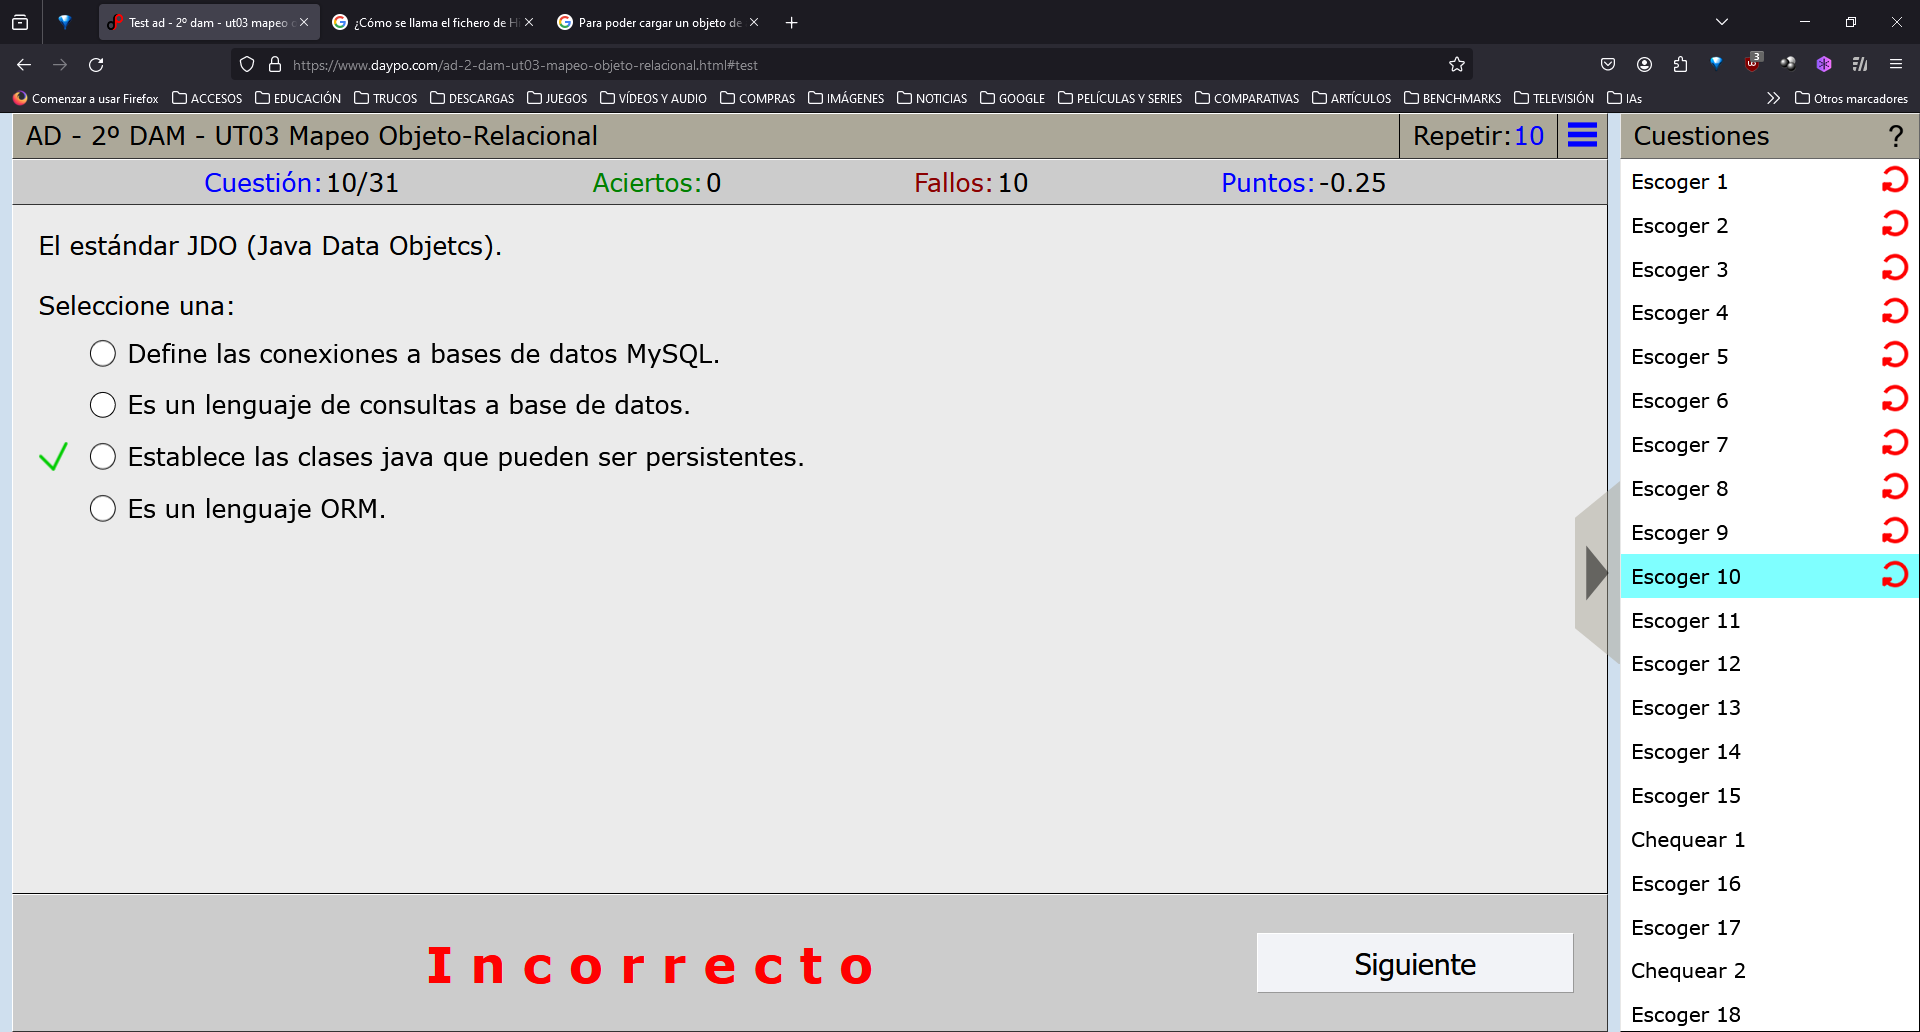 Test ad - 2º dam - ut03 mapeo
¿Cómo se llama el fichero de Hi
Para poder cargar un objeto de
https://www.daypo.com/ad-2-dam-ut03-mapeo-objeto-relacional.html#test
3
Comenzar a usar Firefox
ACCESOS
EDUCACIÓN
TRUCOS
DESCARGAS
JUEGOS
VÍDEOS Y AUDIO
COMPRAS
IMÁGENES
NOTICIAS
GOOGLE
PELÍCULAS Y SERIES
COMPARATIVAS
ARTÍCULOS
BENCHMARKS
TELEVISIÓN
IAs
Otros marcadores
AD - 2º DAM - UT03 Mapeo Objeto-Relacional
Repetir:10
Cuestión:10/31
Aciertos:0
Fallos:10
Puntos:-0.25
El estándar JDO (Java Data Objetcs).
Seleccione una:
Define las conexiones a bases de datos MySQL.
Es un lenguaje de consultas a base de datos.
Establece las clases java que pueden ser persistentes.
Es un lenguaje ORM.
Incorrecto
Siguiente
Cuestiones
?
Escoger 1
Escoger 2
Escoger 3
Escoger 4
Escoger 5
Escoger 6
Escoger 7
Escoger 8
Escoger 9
Escoger 10
Escoger 11
Escoger 12
Escoger 13
Escoger 14
Escoger 15
Chequear 1
Escoger 16
Escoger 17
Chequear 2
Escoger 18